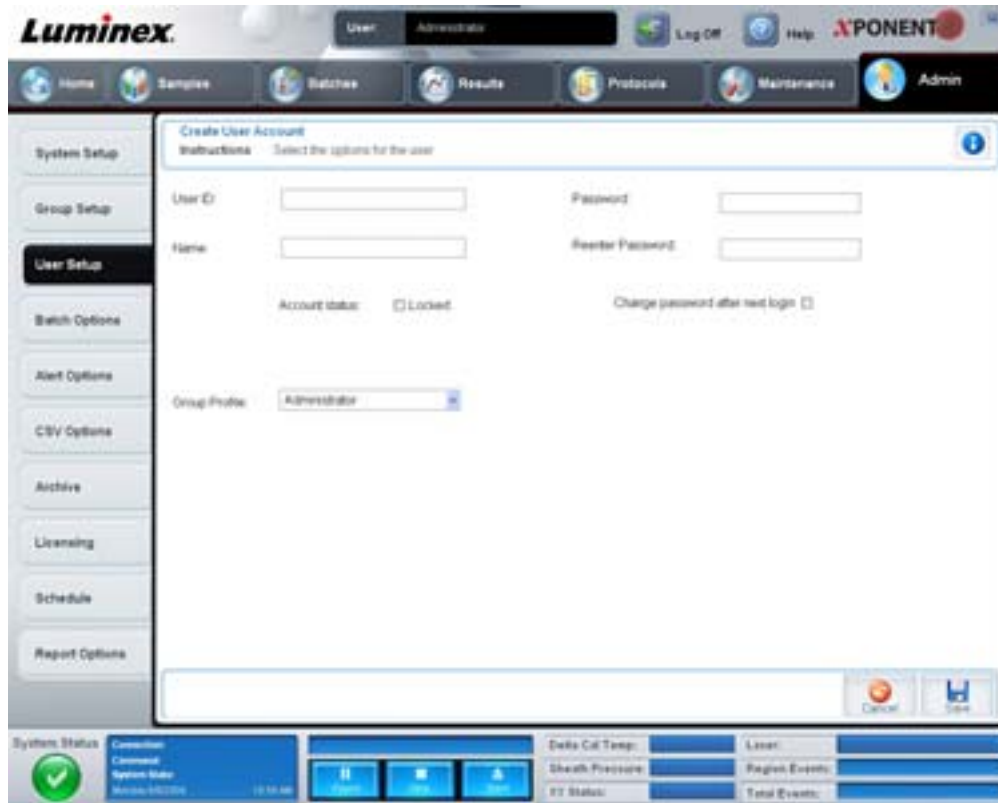 Luminex.
User Administrator
Log Off
Help
XPONENT
Home
Samples
Batches
Results
Protocols
Maintenance
Admin
System Setup
Group Setup
User Setup
Batch Options
Alert Options
CSV Options
Archive
Licensing
Schedule
Report Options
Create User Account
Instructions Select the options for the user
User ID:
Password:
Name:
Reenter Password:
Account status: Locked
Change password after next login
Group Profile: Administrator
Cancel
Save
System Status
Connection:
Command:
System State:
Delta Cal Temp:
Laser:
Sheath Pressure:
Region Events:
XY Status:
Total Events: